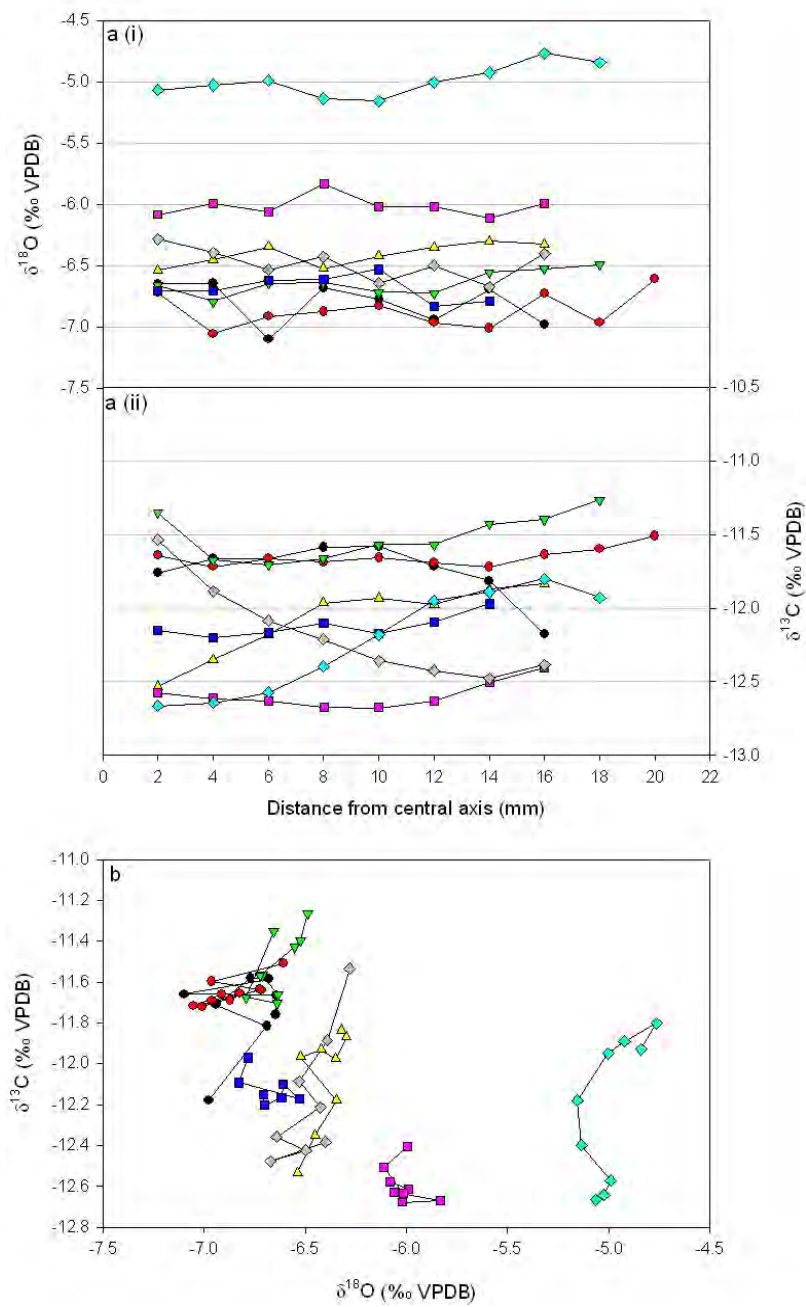 a (i)
-4.5
-5.0
-5.5
-6.0
-6.5
-7.0
-7.5
δ18O (‰ VPDB)
a (ii)
-10.5
-11.0
-11.5
-12.0
-12.5
-13.0
δ13C (‰ VPDB)
0 2 4 6 8 10 12 14 16 18 20 22
Distance from central axis (mm)
b
-11.0
-11.2
-11.4
-11.6
-11.8
-12.0
-12.2
-12.4
-12.6
-12.8
δ13C (‰ VPDB)
-7.5 -7.0 -6.5 -6.0 -5.5 -5.0 -4.5
δ18O (‰ VPDB)